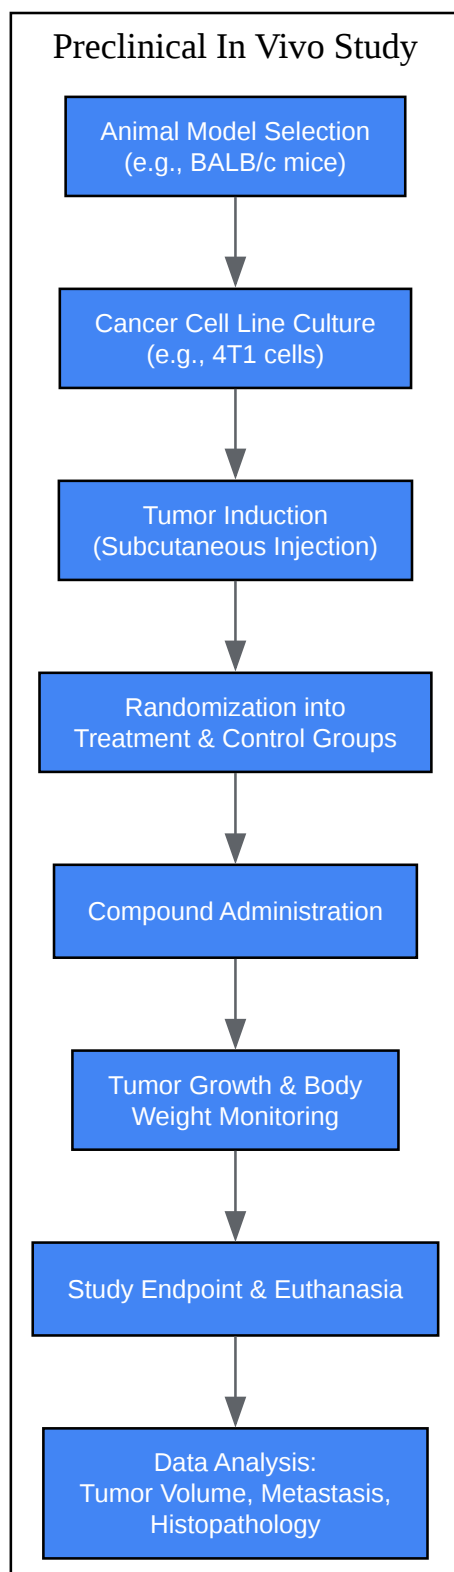 Preclinical In Vivo Study
Animal Model Selection
(e.g., BALB/c mice)
Cancer Cell Line Culture
(e.g., 4T1 cells)
Tumor Induction
(Subcutaneous Injection)
Randomization into
Treatment & Control Groups
Compound Administration
Tumor Growth & Body
Weight Monitoring
Study Endpoint & Euthanasia
Data Analysis:
Tumor Volume, Metastasis,
Histopathology